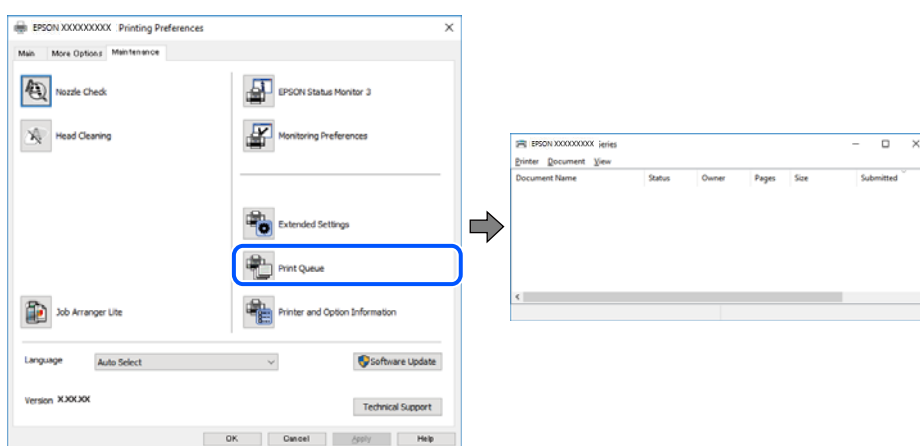 EPSON XXXXXXXXX Printing Preferences
Main More Options Maintenance
Nozzle Check
EPSON Status Monitor 3
Head Cleaning
Monitoring Preferences
Extended Settings
Print Queue
Job Arranger Lite
Printer and Option Information
Language Auto Select Software Update
Version X.XX.XX
Technical Support
OK Cancel Apply Help
EPSON XXXXXXXXX ieries
Printer Document View
Document Name Status Owner Pages Size Submitted